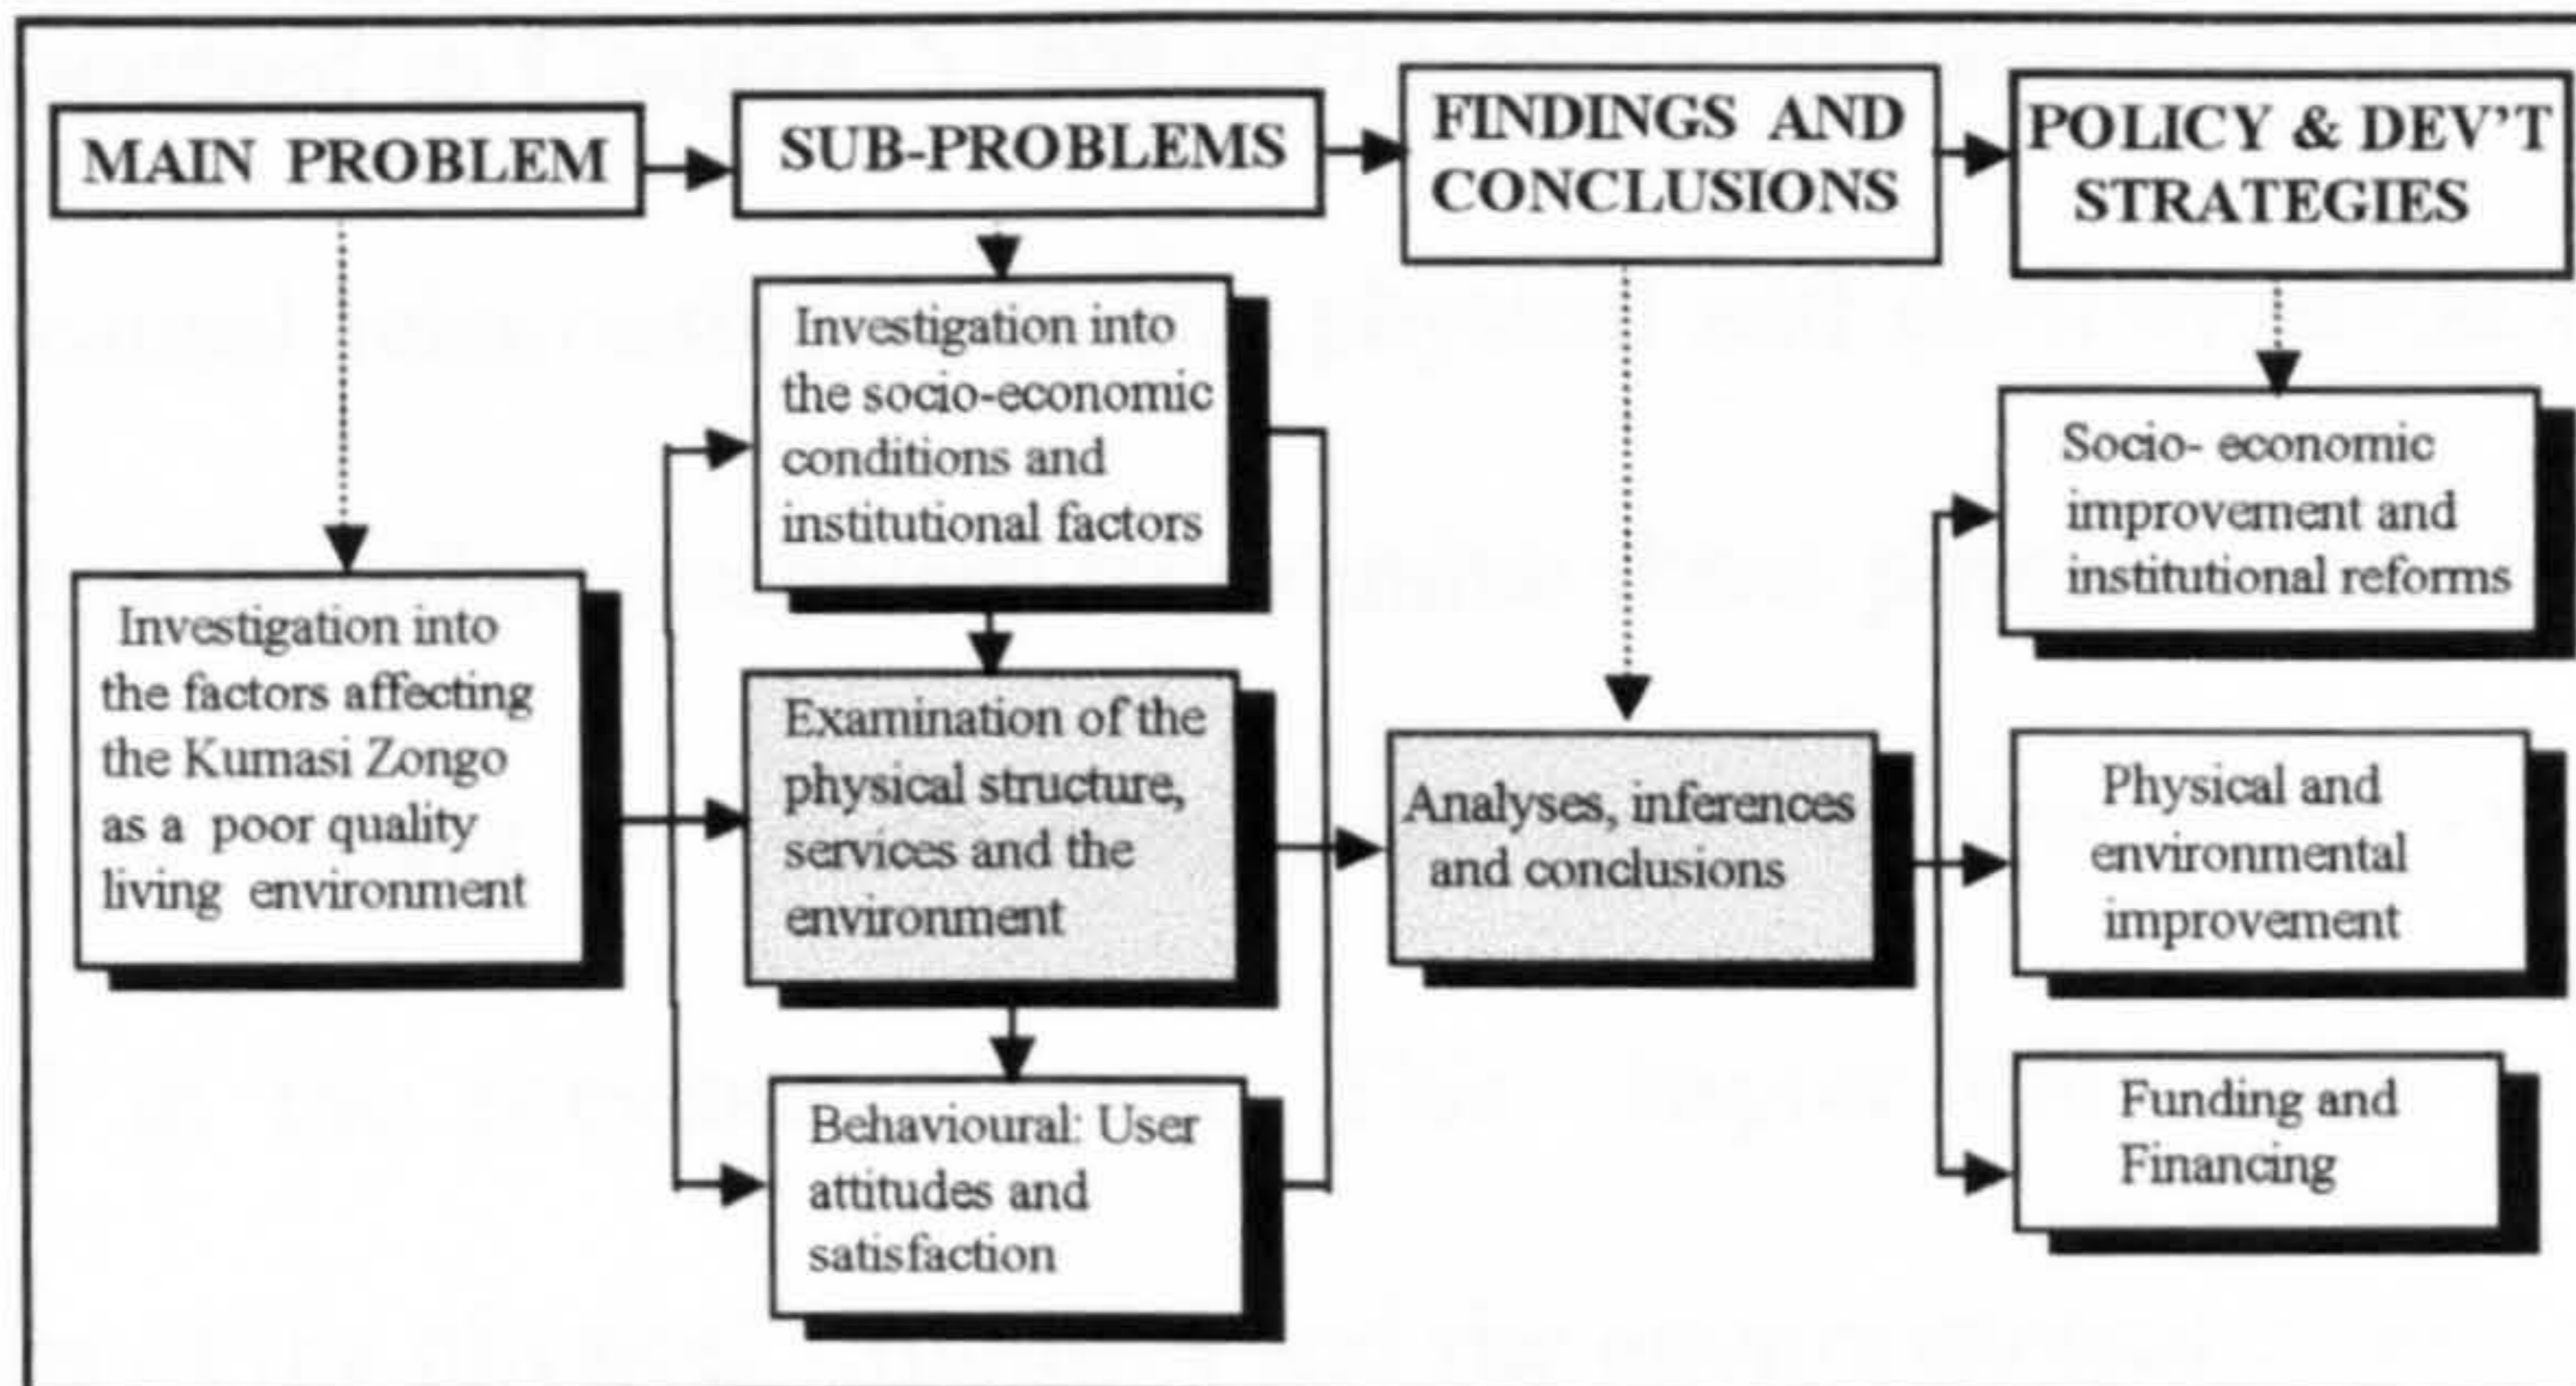 MAIN PROBLEM
SUB-PROBLEMS
FINDINGS AND
CONCLUSIONS
POLICY & DEV'T
STRATEGIES
Investigation into
the factors affecting
the Kumasi Zongo
as a poor quality
living environment
Investigation into
the socio-economic
conditions and
institutional factors
Examination of the
physical structure,
services and the
environment
Behavioural: User
attitudes and
satisfaction
Analyses, inferences
and conclusions
Socio- economic
improvement and
institutional reforms
Physical and
environmental
improvement
Funding and
Financing